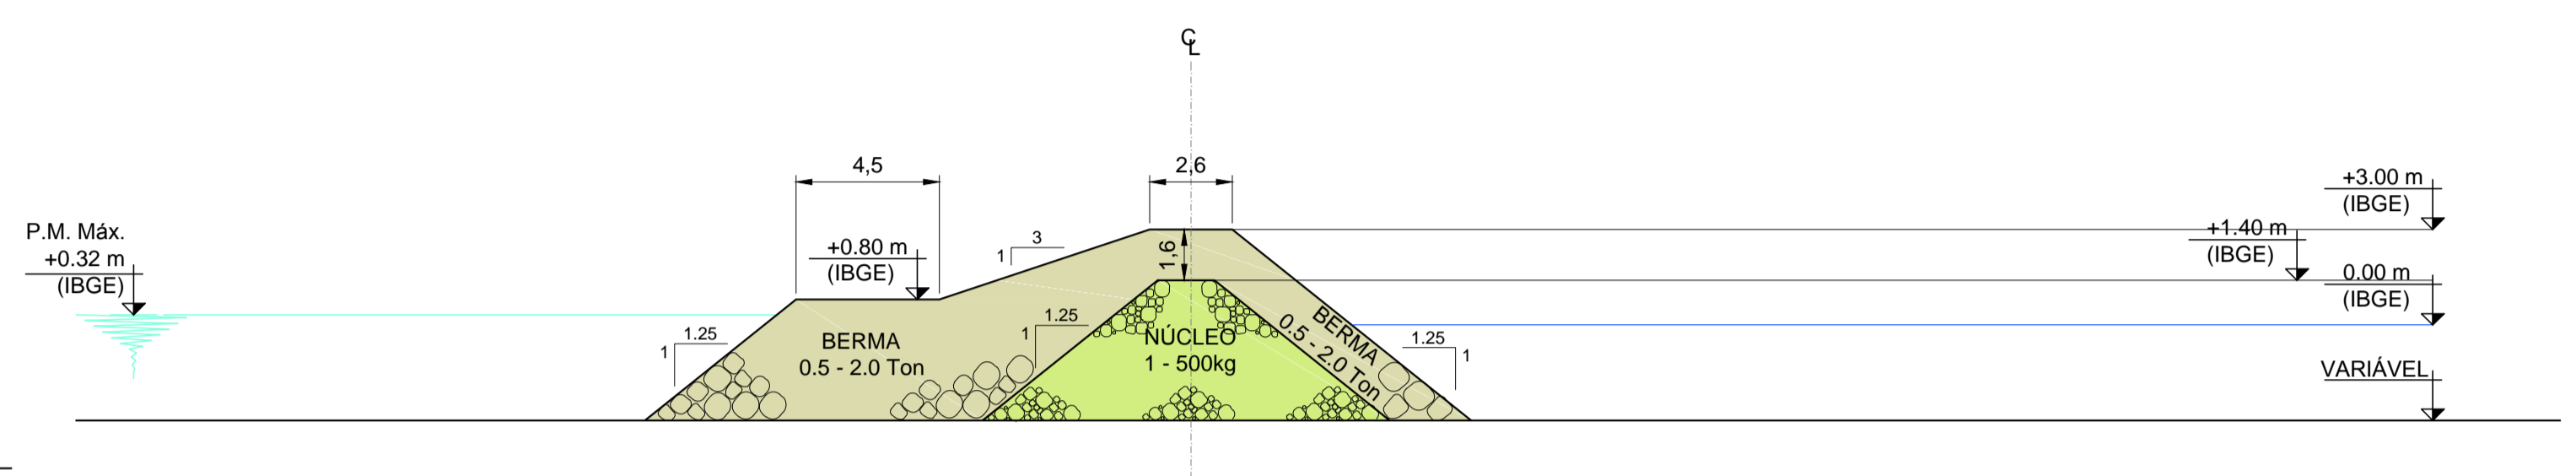 ℄
4,5
2,6
+3.00 m
(IBGE)
P.M. Máx.
+0.32 m
(IBGE)
+0.80 m
(IBGE)
3
1
1,6
+1.40 m
(IBGE)
0.00 m
(IBGE)
1.25
1
BERMA
0.5 - 2.0 Ton
1.25
1
NÚCLEO
1 - 500kg
BERMA
0.5 - 2.0 Ton
1.25
1
VARIÁVEL